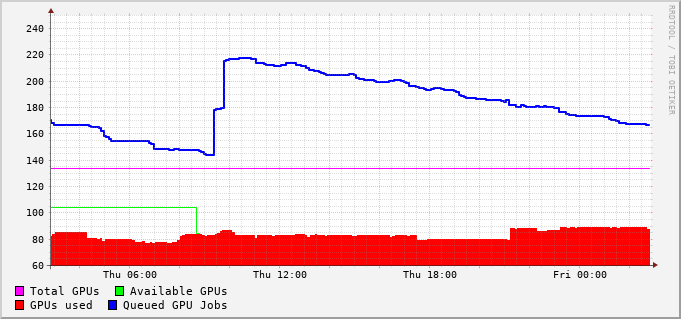 RRDTOOL / TOBI OETIKER
240
220
200
180
160
140
120
100
80
60
Thu 06:00 Thu 12:00 Thu 18:00 Fri 00:00
Total GPUs Available GPUs
GPUs used Queued GPU Jobs